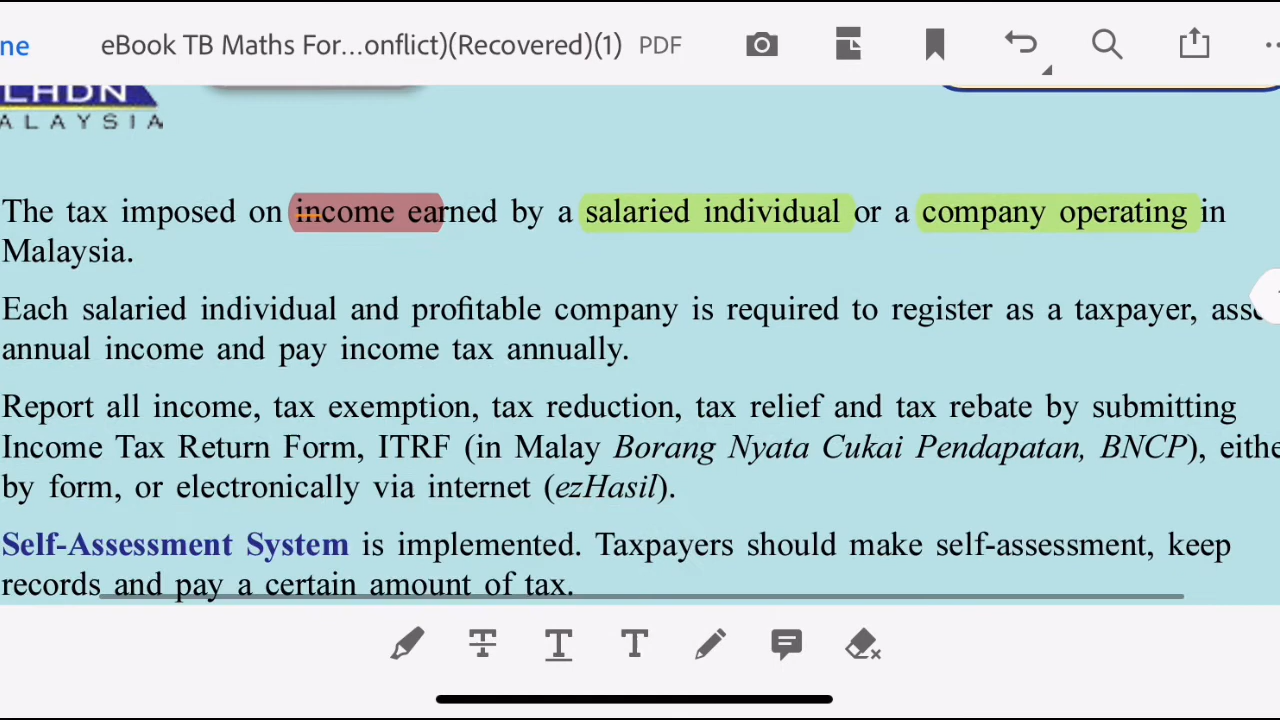 ne
eBook TB Maths For...onflict)(Recovered)(1) PDF
LHDN
ALAYSIA
The tax imposed on income earned by a salaried individual or a company operating in
Malaysia.
Each salaried individual and profitable company is required to register as a taxpayer, asse
annual income and pay income tax annually.
Report all income, tax exemption, tax reduction, tax relief and tax rebate by submitting
Income Tax Return Form, ITRF (in Malay Borang Nyata Cukai Pendapatan, BNCP), eithe
by form, or electronically via internet (ezHasil).
Self-Assessment System is implemented. Taxpayers should make self-assessment, keep
records and pay a certain amount of tax.